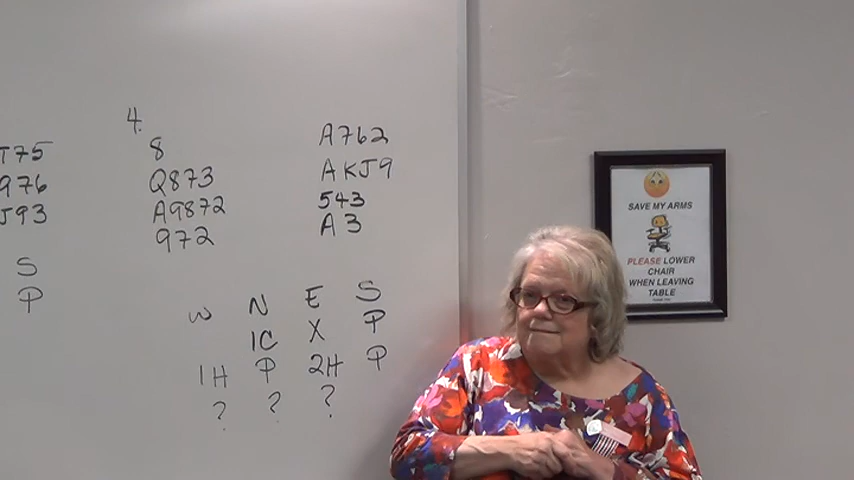 T75
976
J93
S
P
4.
8
Q873
A9872
972
A762
AKJ9
543
A3
W N E S
1C X P
1H P 2H P
? ? ?
SAVE MY ARMS
PLEASE LOWER
CHAIR
WHEN LEAVING
TABLE